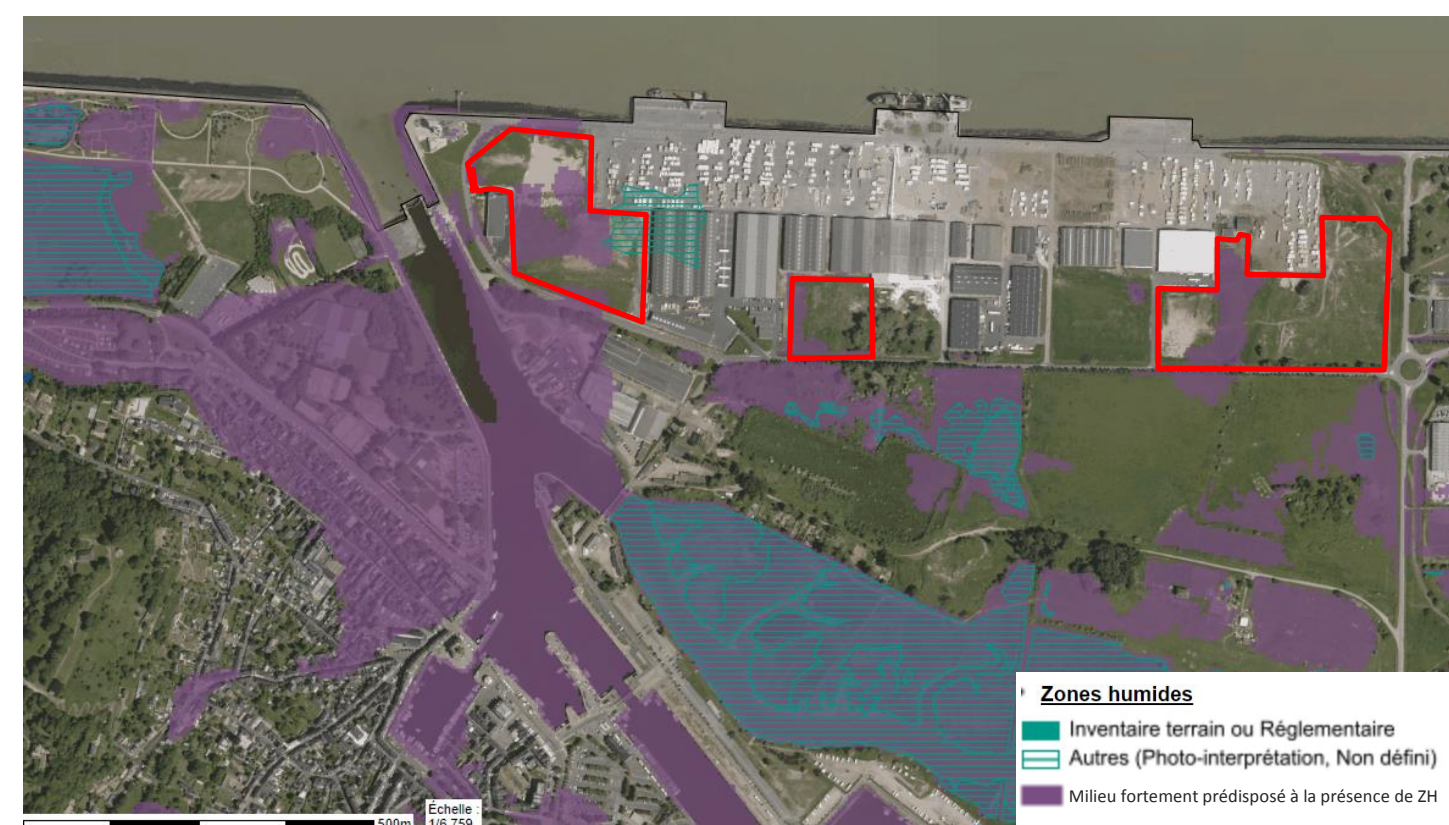 Zones humides
Inventaire terrain ou Réglementaire
Autres (Photo-interprétation, Non défini)
Milieu fortement prédisposé à la présence de ZH
Échelle :
500m 1/6 759